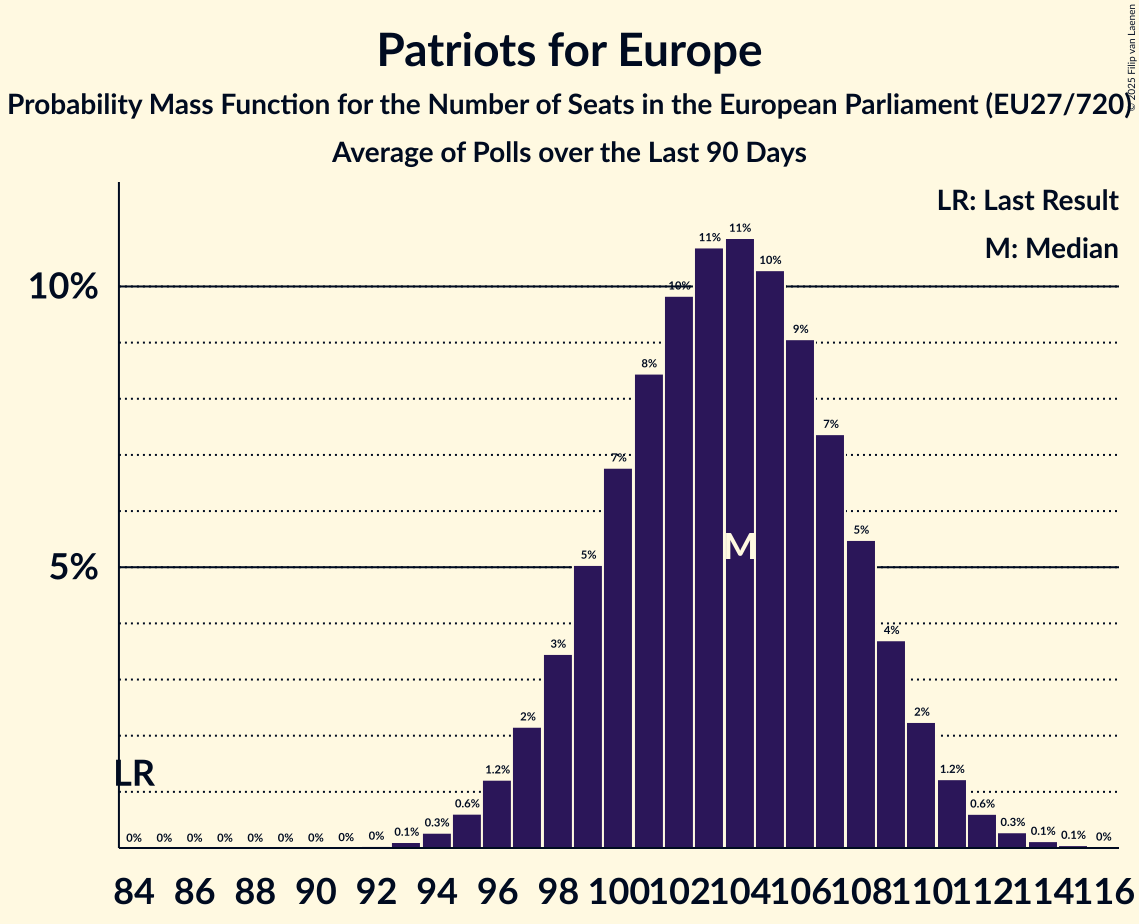 Patriots for Europe
Probability Mass Function for the Number of Seats in the European Parliament (EU27/720)
Average of Polls over the Last 90 Days
© 2025 Filip van Laenen
LR: Last Result
M: Median
10%
5%
LR
M
0% 0% 0% 0% 0% 0% 0% 0% 0% 0.1% 0.3% 0.6% 1.2% 2% 3% 5% 7% 8% 10% 11% 11% 10% 9% 7% 5% 4% 2% 1.2% 0.6% 0.3% 0.1% 0.1% 0%
84 86 88 90 92 94 96 98 100 102 104 106 108 110 112 114 116